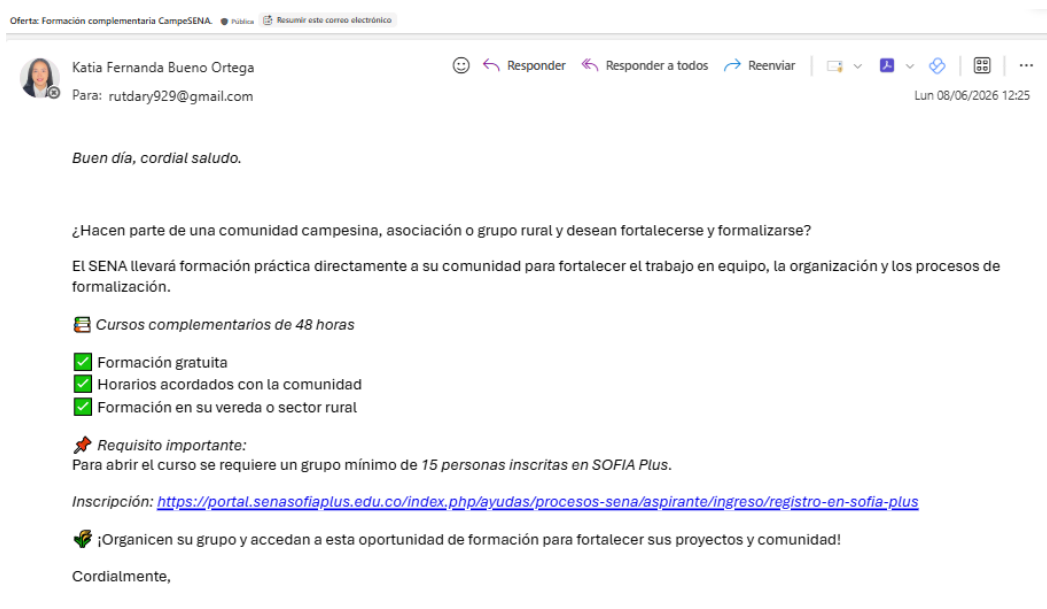 Oferta: Formación complementaria CampeSENA. Pública Resumir este correo electrónico
Katia Fernanda Bueno Ortega
Responder Responder a todos Reenviar
Para: rutdary929@gmail.com
Lun 08/06/2026 12:25
Buen día, cordial saludo.
¿Hacen parte de una comunidad campesina, asociación o grupo rural y desean fortalecerse y formalizarse?
El SENA llevará formación práctica directamente a su comunidad para fortalecer el trabajo en equipo, la organización y los procesos de
formalización.
📚 Cursos complementarios de 48 horas
✅ Formación gratuita
✅ Horarios acordados con la comunidad
✅ Formación en su vereda o sector rural
📌 Requisito importante:
Para abrir el curso se requiere un grupo mínimo de 15 personas inscritas en SOFIA Plus.
Inscripción: https://portal.senasofiaplus.edu.co/index.php/ayudas/procesos-sena/aspirante/ingreso/registro-en-sofia-plus
🌾 ¡Organicen su grupo y accedan a esta oportunidad de formación para fortalecer sus proyectos y comunidad!
Cordialmente,